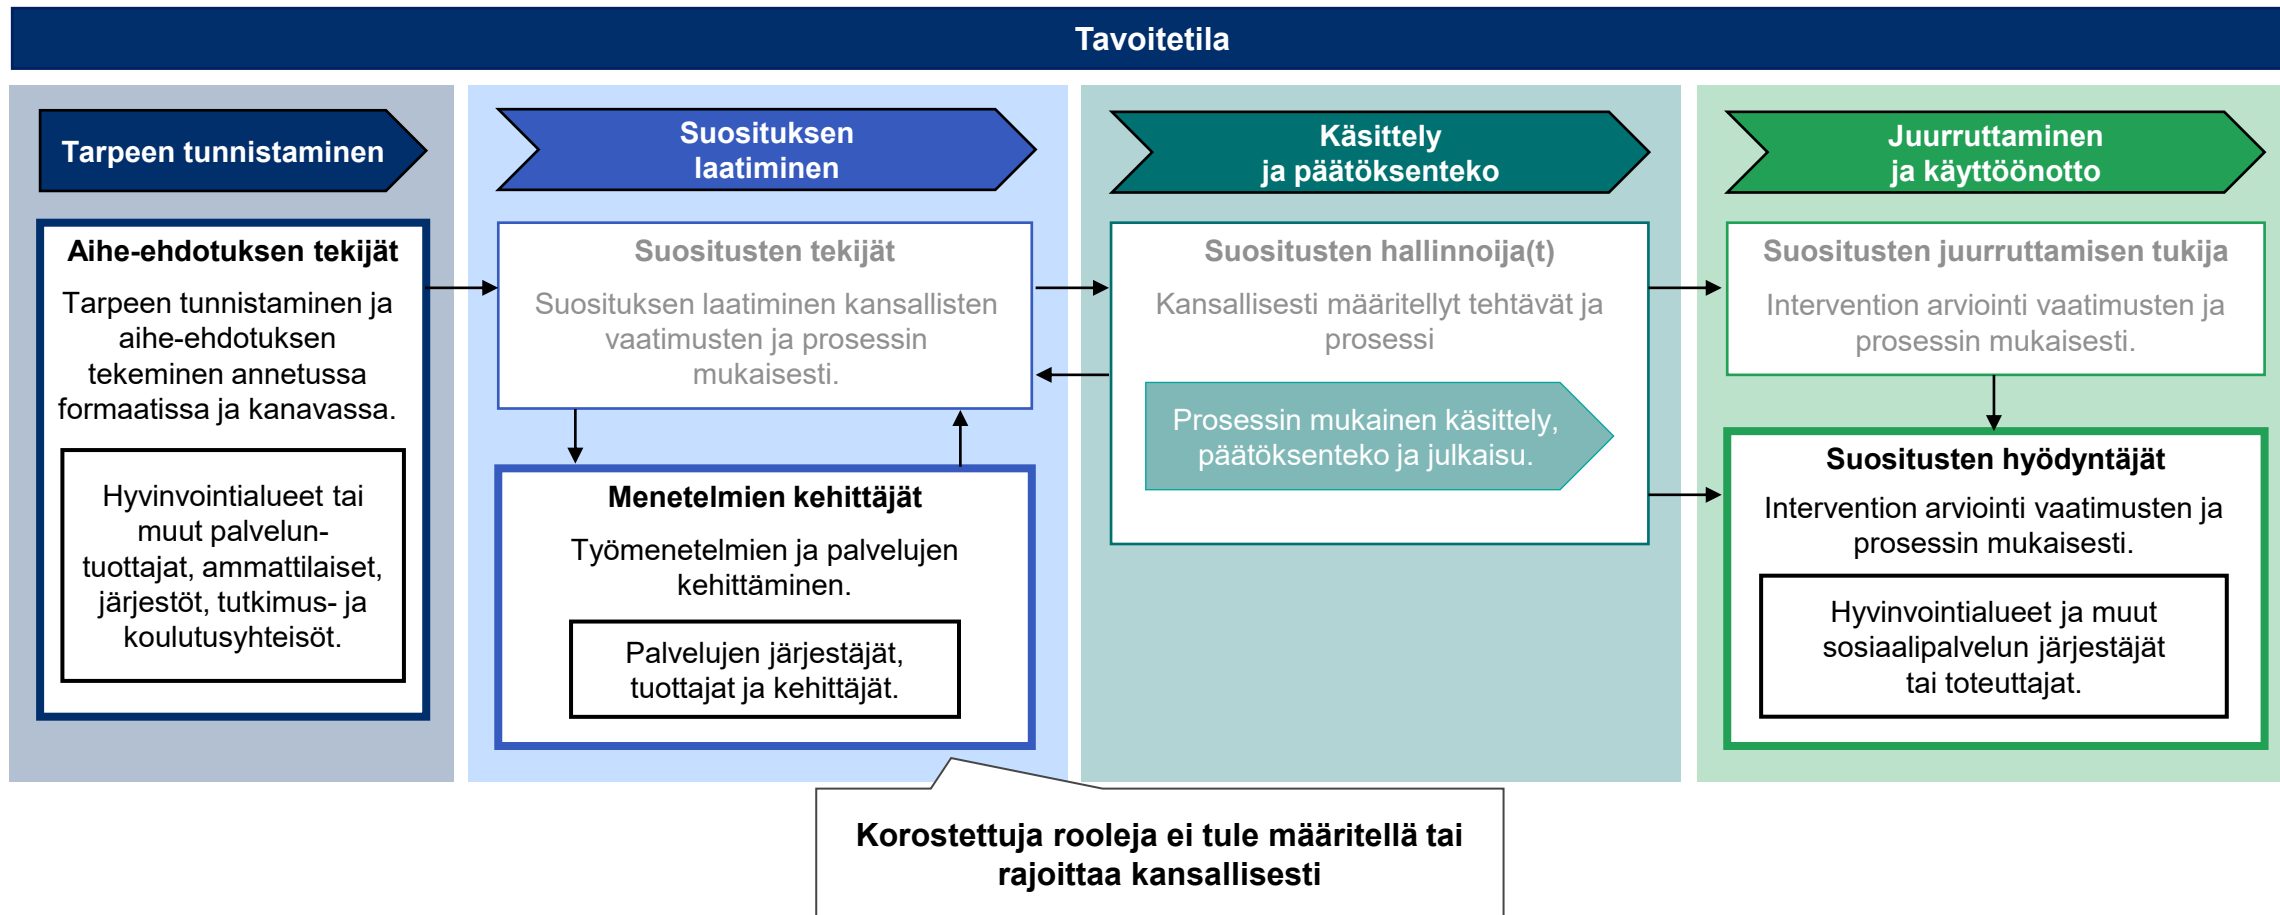 Tavoitetila
Tarpeen tunnistaminen
Aihe-ehdotuksen tekijät
Tarpeen tunnistaminen ja
aihe-ehdotuksen
tekeminen annetussa
formaatissa ja kanavassa.
Hyvinvointialueet tai
muut palvelun-
tuottajat, ammattilaiset,
järjestöt, tutkimus- ja
koulutusyhteisöt.
Suosituksen
laatiminen
Suositusten tekijät
Suosituksen laatiminen kansallisten
vaatimusten ja prosessin
mukaisesti.
Menetelmien kehittäjät
Työmenetelmien ja palvelujen
kehittäminen.
Palvelujen järjestäjät,
tuottajat ja kehittäjät.
Käsittely
ja päätöksenteko
Suositusten hallinnoija(t)
Kansallisesti määritellyt tehtävät ja
prosessi
Prosessin mukainen käsittely,
päätöksenteko ja julkaisu.
Juurruttaminen
ja käyttöönotto
Suositusten juurruttamisen tukija
Intervention arviointi vaatimusten ja
prosessin mukaisesti.
Suositusten hyödyntäjät
Intervention arviointi vaatimusten ja
prosessin mukaisesti.
Hyvinvointialueet ja muut
sosiaalipalvelun järjestäjät
tai toteuttajat.
Korostettuja rooleja ei tule määritellä tai
rajoittaa kansallisesti